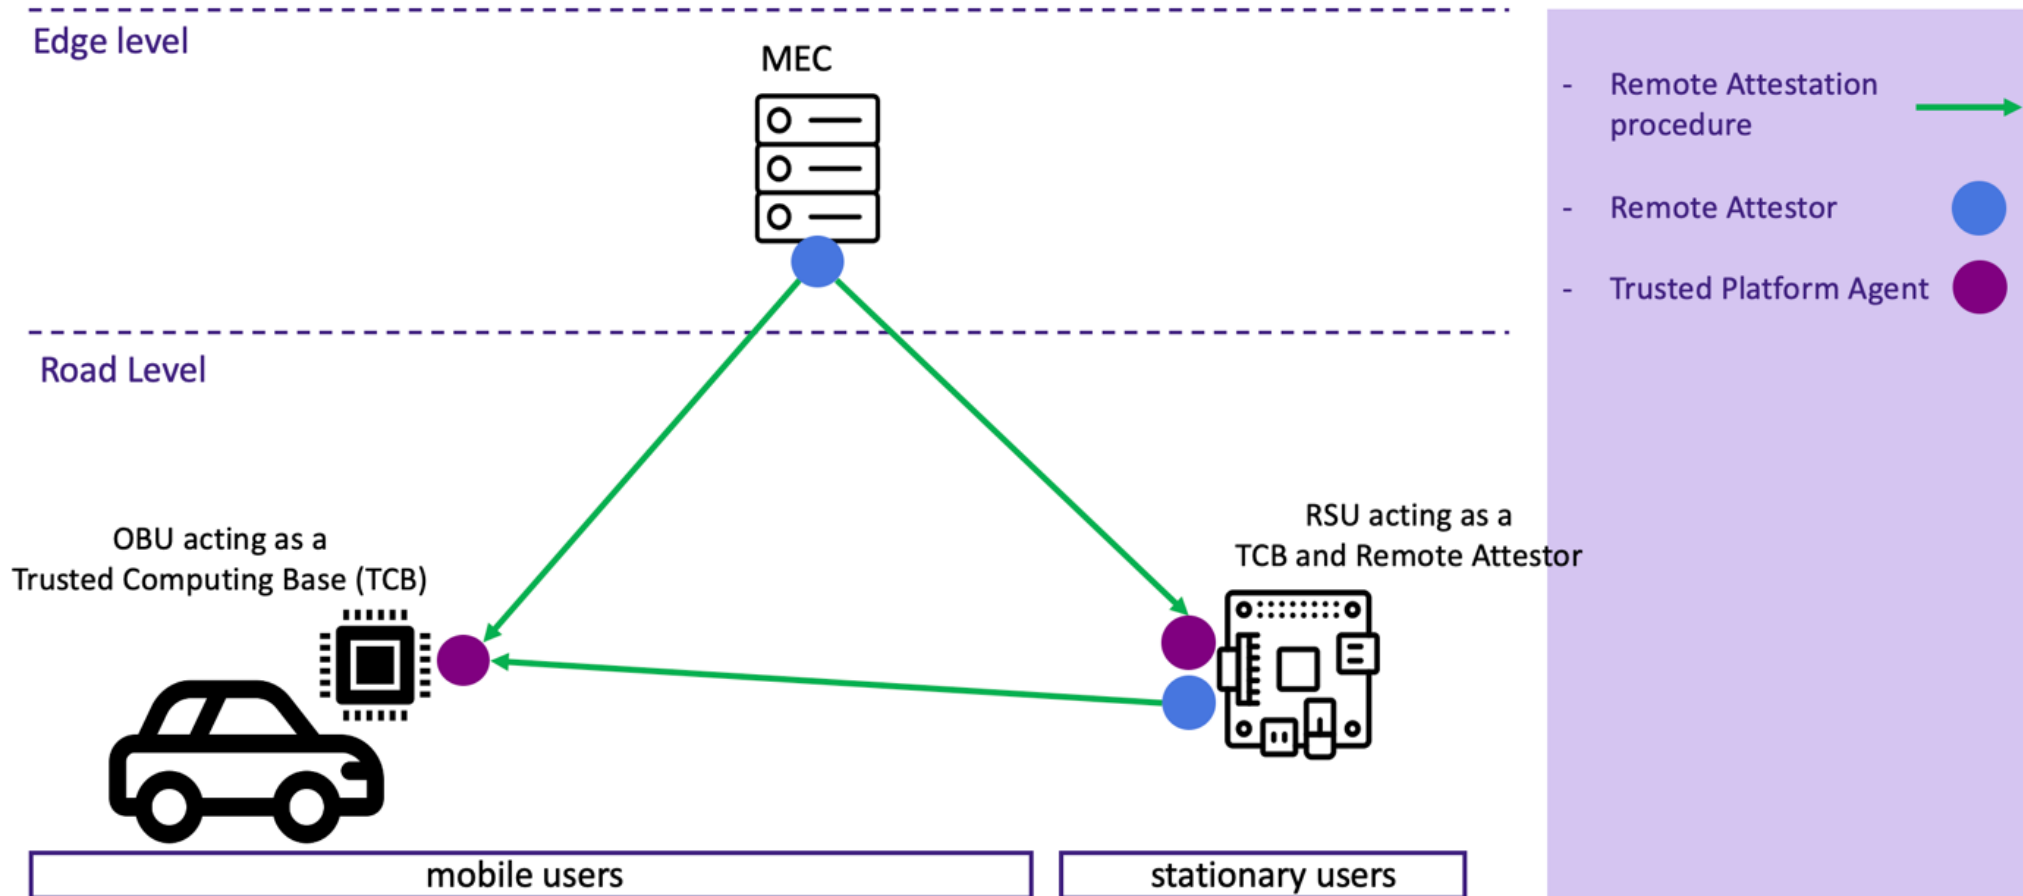 Edge level
MEC
Road Level
OBU acting as a
Trusted Computing Base (TCB)
RSU acting as a
TCB and Remote Attestor
mobile users
stationary users
- Remote Attestation
procedure
- Remote Attestor
- Trusted Platform Agent